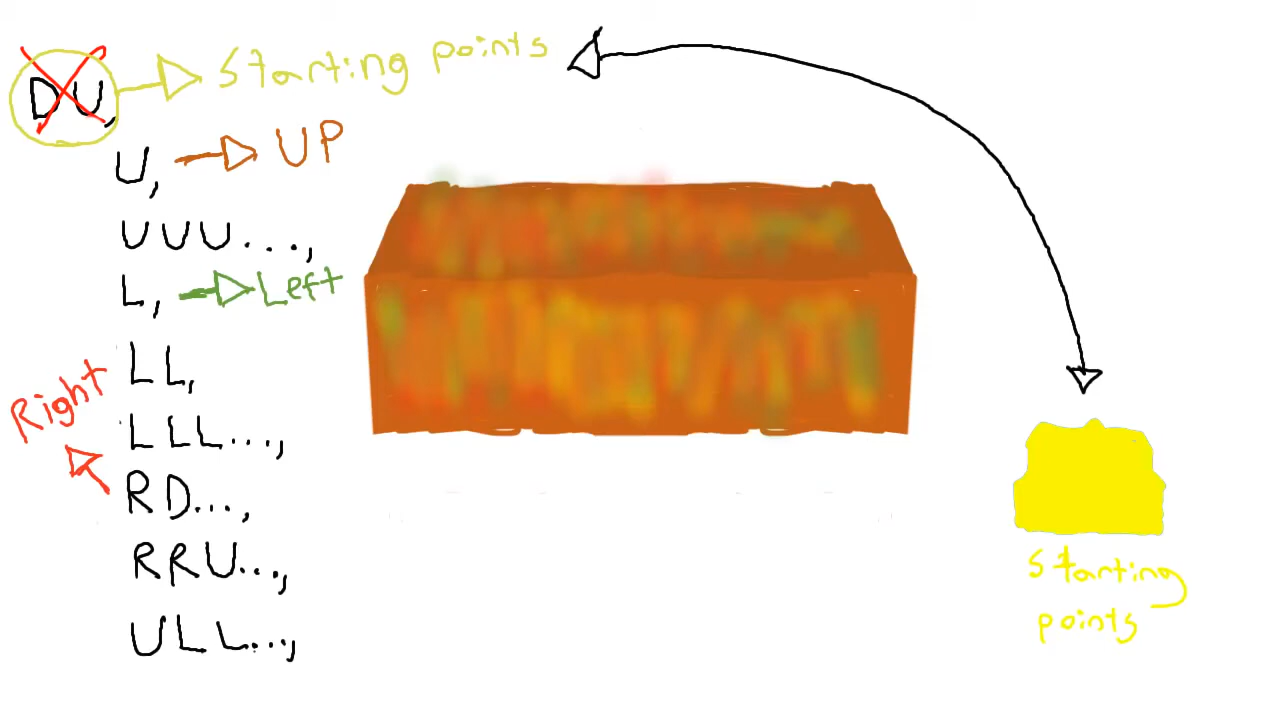 DU, Starting points
U, UP
UUU...,
L, Left
LL,
Right
LLL...,
RD...,
RRU...,
ULL...,
Starting
points